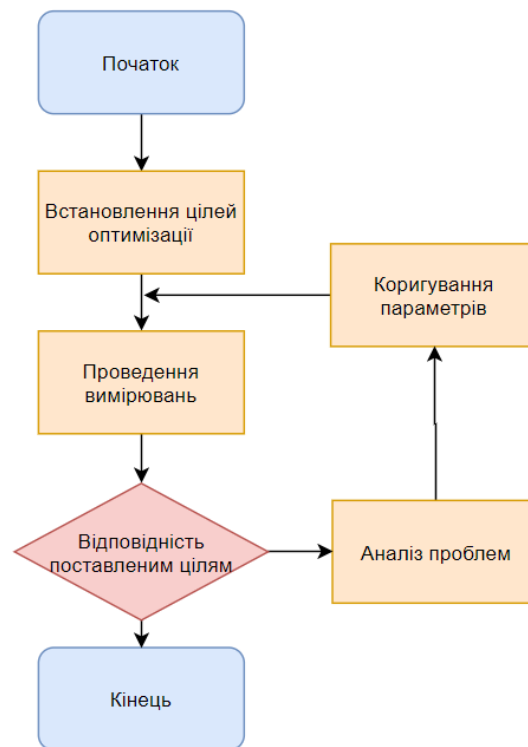 Початок
Встановлення цілей
оптимізації
Коригування
параметрів
Проведення
вимірювань
Відповідність
поставленим цілям
Аналіз проблем
Кінець